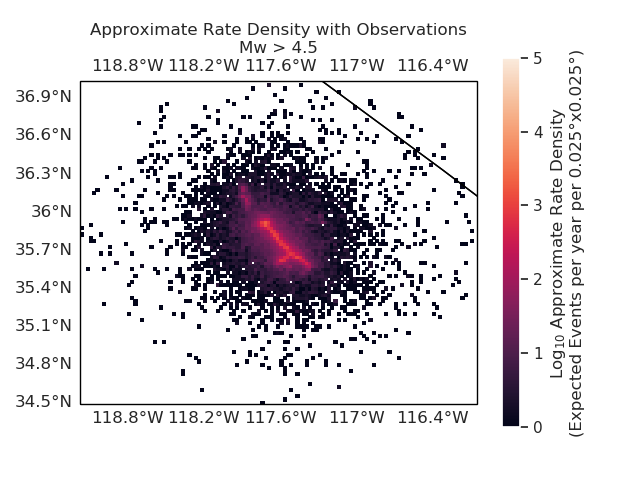 Approximate Rate Density with Observations
Mw > 4.5
118.8°W 118.2°W 117.6°W 117°W 116.4°W
36.9°N
36.6°N
36.3°N
36°N
35.7°N
35.4°N
35.1°N
34.8°N
34.5°N
118.8°W 118.2°W 117.6°W 117°W 116.4°W
5
4
3
2
1
0
Log₁₀ Approximate Rate Density
(Expected Events per year per 0.025°x0.025°)